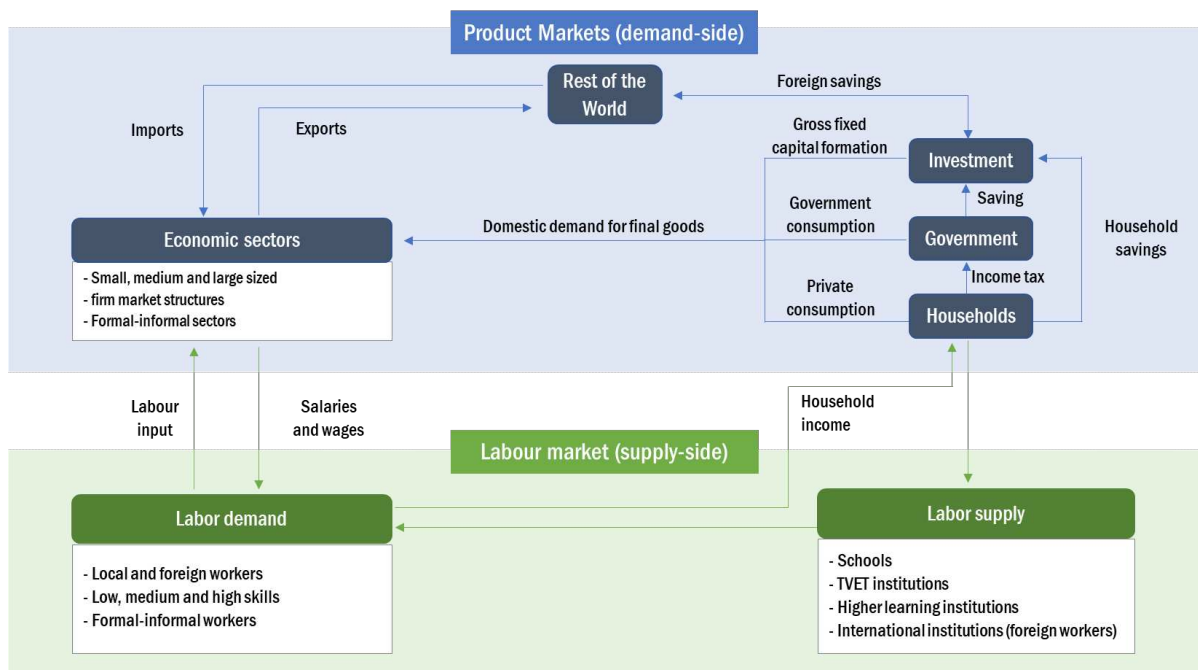 Product Markets (demand-side)
Rest of the
World
Foreign savings
Imports
Exports
Gross fixed
capital formation
Investment
Saving
Economic sectors
Domestic demand for final goods
Government
consumption
Government
Household
savings
- Small, medium and large sized
- firm market structures
- Formal-informal sectors
Income tax
Private
consumption
Households
Labour
input
Salaries
and wages
Household
income
Labour market (supply-side)
Labor demand
Labor supply
- Local and foreign workers
- Low, medium and high skills
- Formal-informal workers
- Schools
- TVET institutions
- Higher learning institutions
- International institutions (foreign workers)